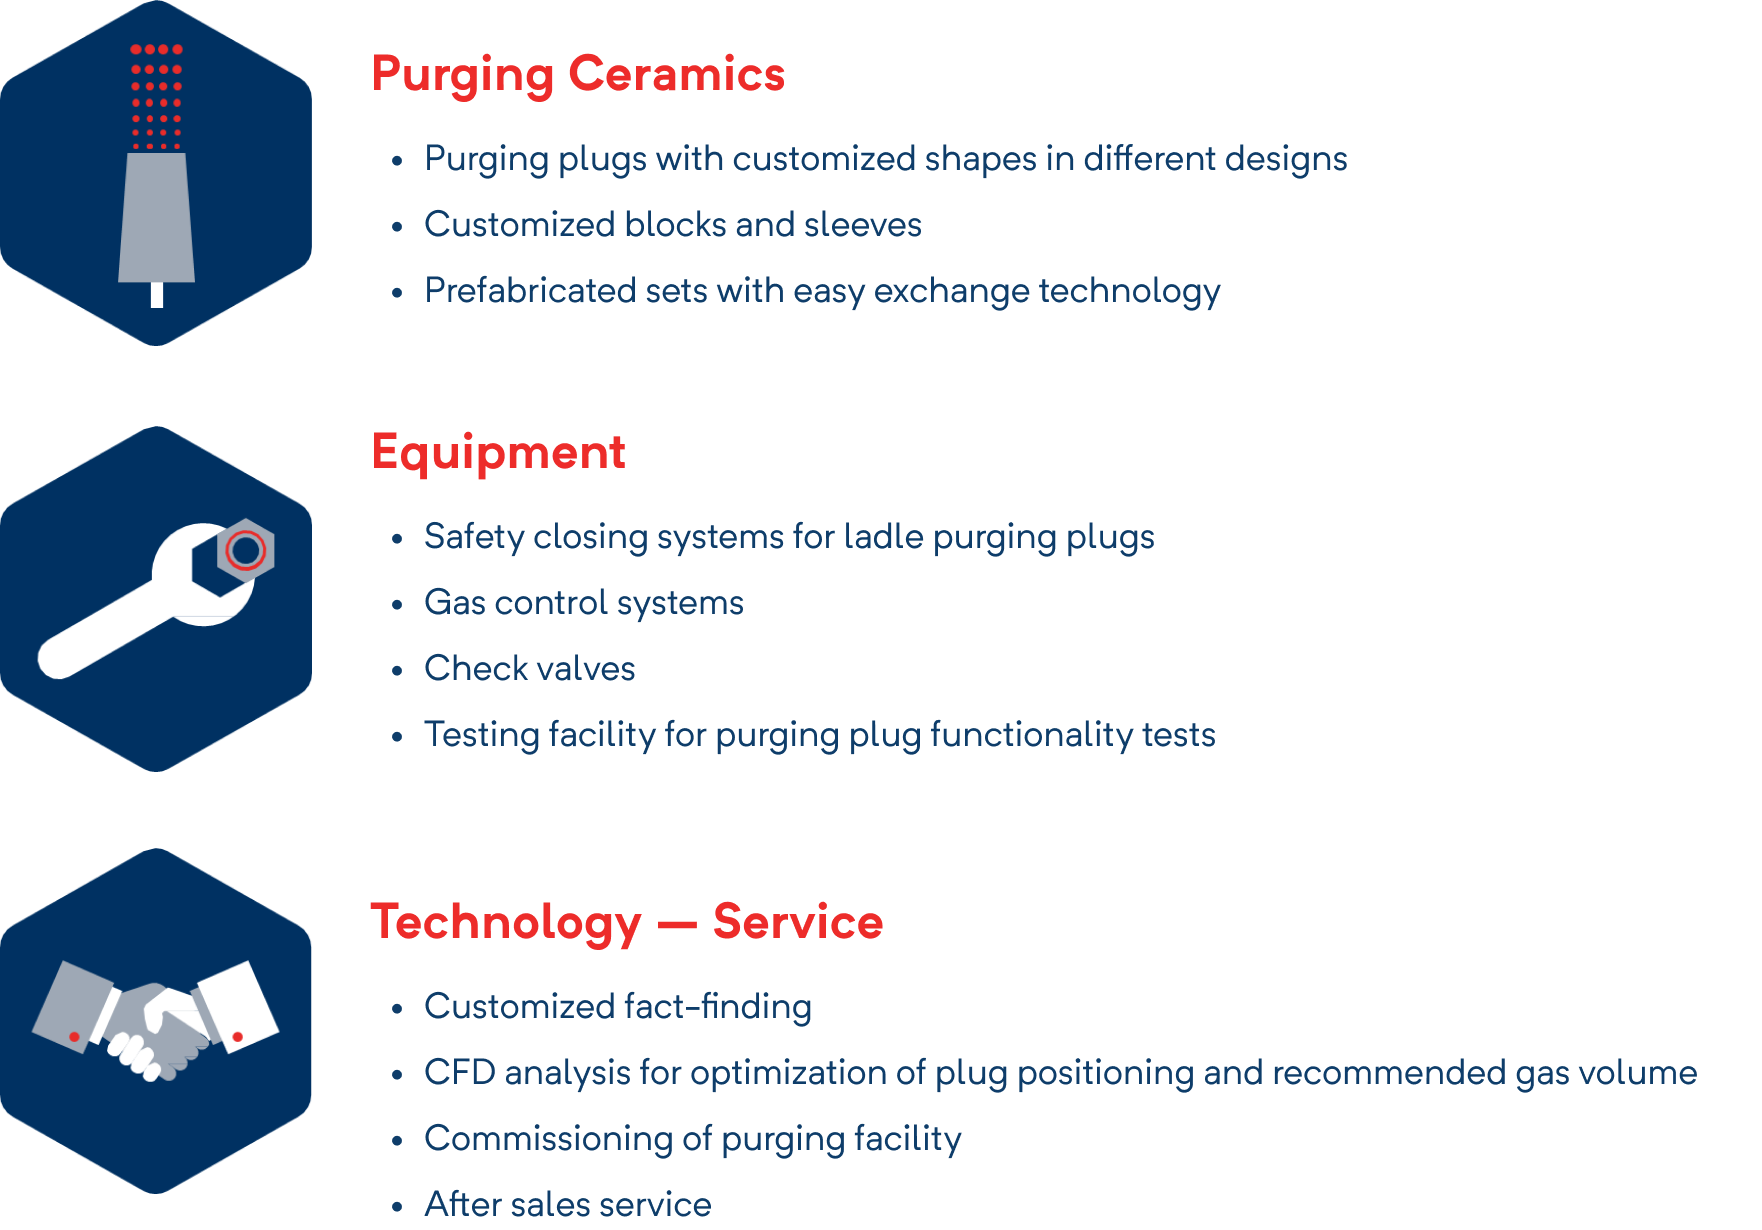 Purging Ceramics
• Purging plugs with customized shapes in different designs
• Customized blocks and sleeves
• Prefabricated sets with easy exchange technology
Equipment
• Safety closing systems for ladle purging plugs
• Gas control systems
• Check valves
• Testing facility for purging plug functionality tests
Technology — Service
• Customized fact-finding
• CFD analysis for optimization of plug positioning and recommended gas volume
• Commissioning of purging facility
• After sales service